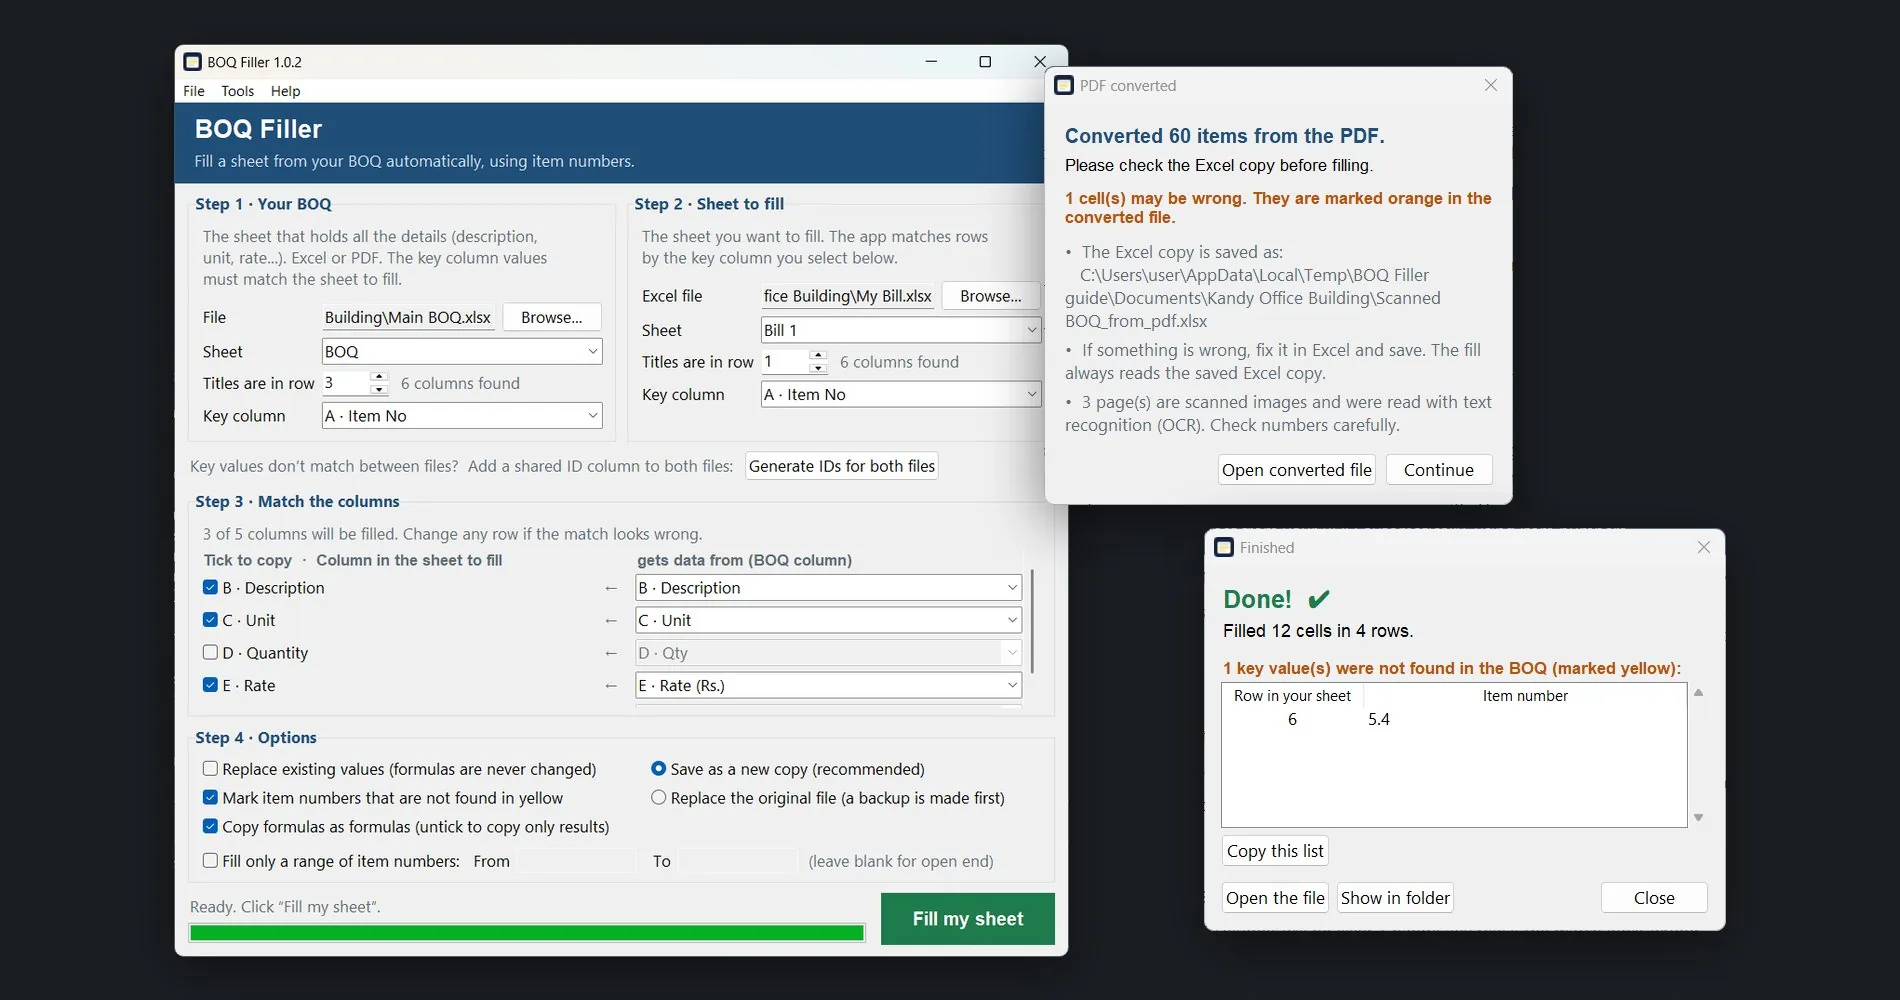 BOQ Filler 1.0.2
File Tools Help
BOQ Filler
Fill a sheet from your BOQ automatically, using item numbers.
Step 1 · Your BOQ
The sheet that holds all the details (description,
unit, rate...). Excel or PDF. The key column values
must match the sheet to fill.
File Building\Main BOQ.xlsx Browse...
Sheet BOQ
Titles are in row 3 6 columns found
Key column A · Item No
Step 2 · Sheet to fill
The sheet you want to fill. The app matches rows
by the key column you select below.
Excel file fice Building\My Bill.xlsx Browse...
Sheet Bill 1
Titles are in row 1 6 columns found
Key column A · Item No
Key values don't match between files? Add a shared ID column to both files: Generate IDs for both files
Step 3 · Match the columns
3 of 5 columns will be filled. Change any row if the match looks wrong.
Tick to copy · Column in the sheet to fill gets data from (BOQ column)
B · Description ← B · Description
C · Unit ← C · Unit
D · Quantity ← D · Qty
E · Rate ← E · Rate (Rs.)
Step 4 · Options
Replace existing values (formulas are never changed)
Mark item numbers that are not found in yellow
Copy formulas as formulas (untick to copy only results)
Save as a new copy (recommended)
Replace the original file (a backup is made first)
Fill only a range of item numbers: From To (leave blank for open end)
Ready. Click "Fill my sheet".
Fill my sheet
PDF converted
Converted 60 items from the PDF.
Please check the Excel copy before filling.
1 cell(s) may be wrong. They are marked orange in the
converted file.
• The Excel copy is saved as:
C:\Users\user\AppData\Local\Temp\BOQ Filler
guide\Documents\Kandy Office Building\Scanned
BOQ_from_pdf.xlsx
• If something is wrong, fix it in Excel and save. The fill
always reads the saved Excel copy.
• 3 page(s) are scanned images and were read with text
recognition (OCR). Check numbers carefully.
Open converted file Continue
Finished
Done! ✔
Filled 12 cells in 4 rows.
1 key value(s) were not found in the BOQ (marked yellow):
Row in your sheet Item number
6 5.4
Copy this list
Open the file Show in folder Close